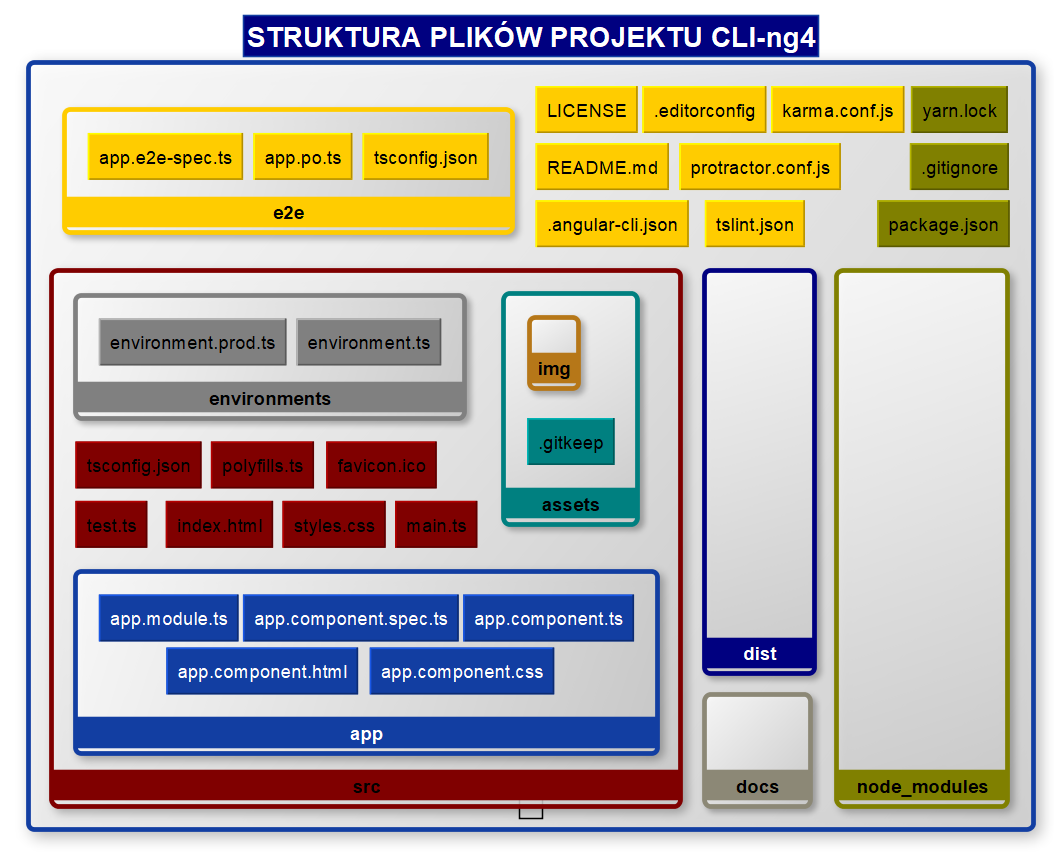 STRUKTURA PLIKÓW PROJEKTU CLI-ng4
LICENSE .editorconfig karma.conf.js yarn.lock
app.e2e-spec.ts app.po.ts tsconfig.json
README.md protractor.conf.js .gitignore
e2e
.angular-cli.json tslint.json package.json
environment.prod.ts environment.ts
environments
img
.gitkeep
assets
tsconfig.json polyfills.ts favicon.ico
test.ts index.html styles.css main.ts
app.module.ts app.component.spec.ts app.component.ts
app.component.html app.component.css
app
src
dist
docs
node_modules